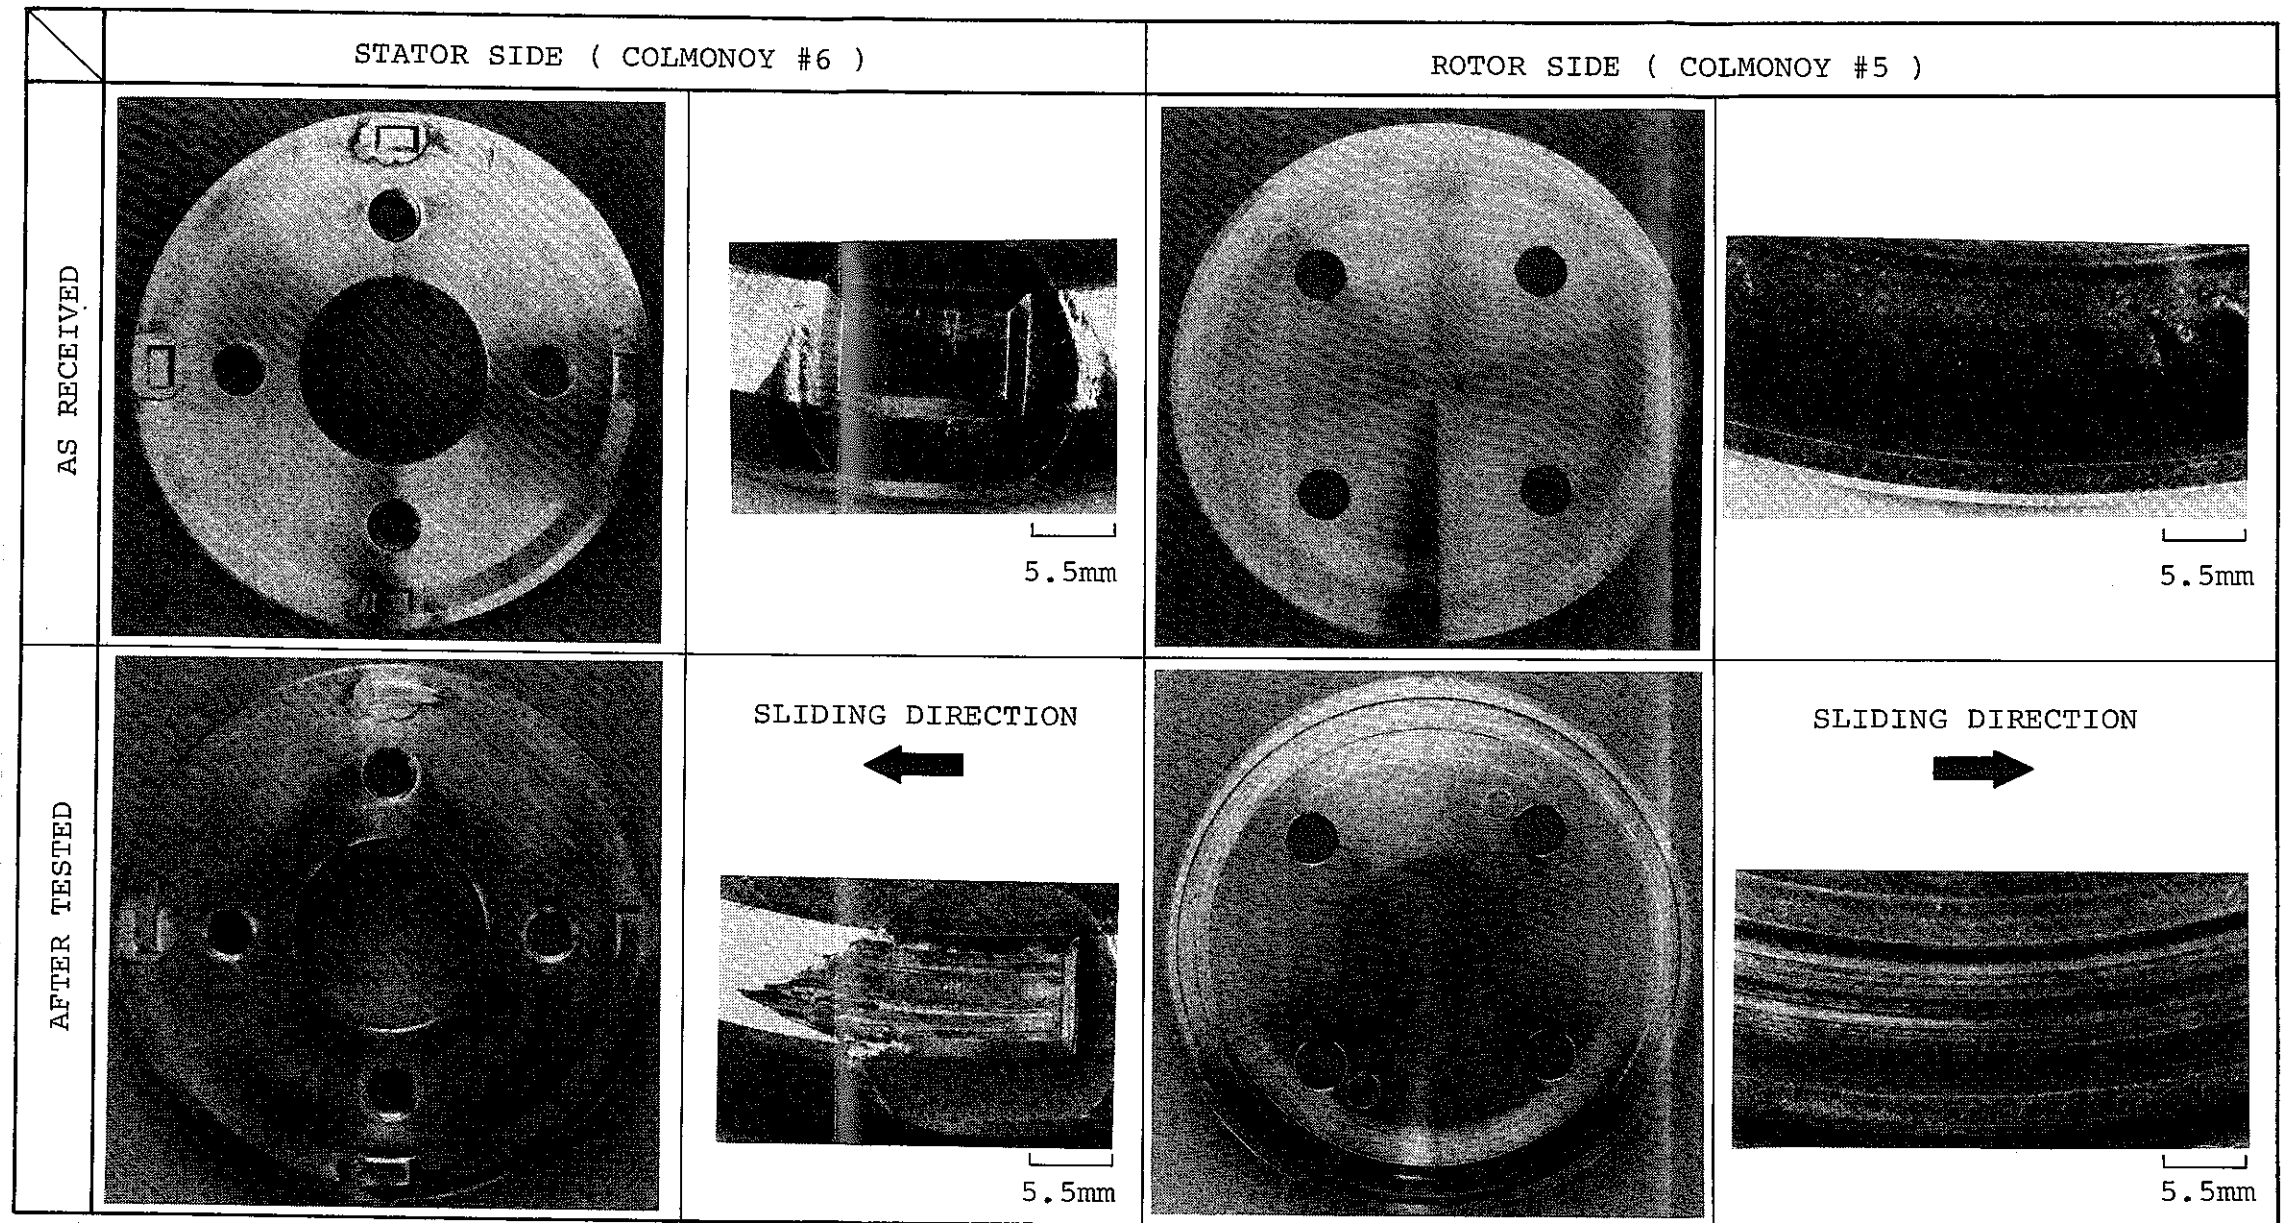 STATOR SIDE ( COLMONOY #6 )
ROTOR SIDE ( COLMONOY #5 )
AS RECEIVED
5.5mm
5.5mm
AFTER TESTED
SLIDING DIRECTION
5.5mm
SLIDING DIRECTION
5.5mm